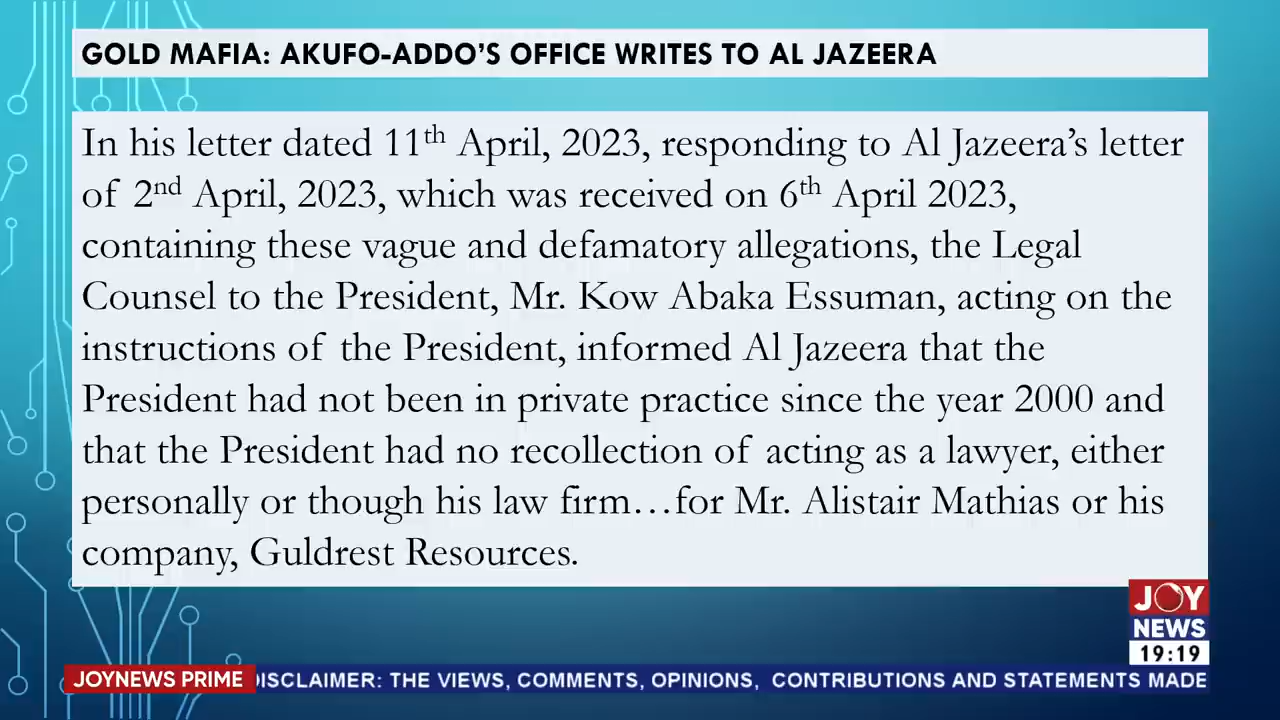 GOLD MAFIA: AKUFO-ADDO'S OFFICE WRITES TO AL JAZEERA
In his letter dated 11th April, 2023, responding to Al Jazeera's letter
of 2nd April, 2023, which was received on 6th April 2023,
containing these vague and defamatory allegations, the Legal
Counsel to the President, Mr. Kow Abaka Essuman, acting on the
instructions of the President, informed Al Jazeera that the
President had not been in private practice since the year 2000 and
that the President had no recollection of acting as a lawyer, either
personally or though his law firm…for Mr. Alistair Mathias or his
company, Guldrest Resources.
JOY
NEWS
19:19
JOYNEWS PRIME ISCLAIMER: THE VIEWS, COMMENTS, OPINIONS, CONTRIBUTIONS AND STATEMENTS MADE